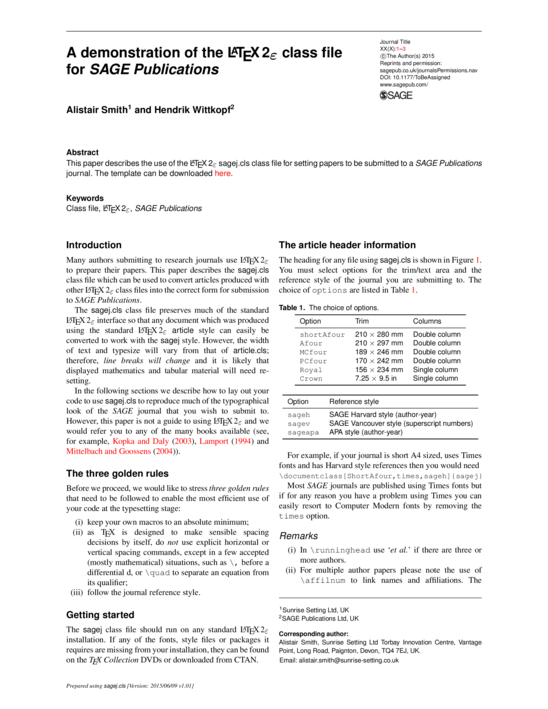 A demonstration of the LATEX 2ε class file
for SAGE Publications
Journal Title
XX(X):1–3
©The Author(s) 2015
Reprints and permission:
sagepub.co.uk/journalsPermissions.nav
DOI: 10.1177/ToBeAssigned
www.sagepub.com/
SAGE
Alistair Smith1 and Hendrik Wittkopf2
Abstract
This paper describes the use of the LATEX 2ε sagej.cls class file for setting papers to be submitted to a SAGE Publications
journal. The template can be downloaded here.
Keywords
Class file, LATEX 2ε, SAGE Publications
Introduction
Many authors submitting to research journals use LATEX 2ε
to prepare their papers. This paper describes the sagej.cls
class file which can be used to convert articles produced with
other LATEX 2ε class files into the correct form for submission
to SAGE Publications.
The sagej.cls class file preserves much of the standard
LATEX 2ε interface so that any document which was produced
using the standard LATEX 2ε article style can easily be
converted to work with the sagej style. However, the width
of text and typesize will vary from that of article.cls;
therefore, line breaks will change and it is likely that
displayed mathematics and tabular material will need re-
setting.
In the following sections we describe how to lay out your
code to use sagej.cls to reproduce much of the typographical
look of the SAGE journal that you wish to submit to.
However, this paper is not a guide to using LATEX 2ε and we
would refer you to any of the many books available (see,
for example, Kopka and Daly (2003), Lamport (1994) and
Mittelbach and Goossens (2004)).
The three golden rules
Before we proceed, we would like to stress three golden rules
that need to be followed to enable the most efficient use of
your code at the typesetting stage:
(i) keep your own macros to an absolute minimum;
(ii) as TEX is designed to make sensible spacing
decisions by itself, do not use explicit horizontal or
vertical spacing commands, except in a few accepted
(mostly mathematical) situations, such as \, before a
differential d, or \quad to separate an equation from
its qualifier;
(iii) follow the journal reference style.
Getting started
The sagej class file should run on any standard LATEX 2ε
installation. If any of the fonts, style files or packages it
requires are missing from your installation, they can be found
on the TEX Collection DVDs or downloaded from CTAN.
The article header information
The heading for any file using sagej.cls is shown in Figure 1.
You must select options for the trim/text area and the
reference style of the journal you are submitting to. The
choice of options are listed in Table 1.
Table 1. The choice of options.
Option Trim Columns
shortAfour 210 × 280 mm Double column
Afour 210 × 297 mm Double column
MCfour 189 × 246 mm Double column
PCfour 170 × 242 mm Double column
Royal 156 × 234 mm Single column
Crown 7.25 × 9.5 in Single column
Option Reference style
sageh SAGE Harvard style (author-year)
sagev SAGE Vancouver style (superscript numbers)
sageapa APA style (author-year)
For example, if your journal is short A4 sized, uses Times
fonts and has Harvard style references then you would need
\documentclass[ShortAfour,times,sageh]{sagej}
Most SAGE journals are published using Times fonts but
if for any reason you have a problem using Times you can
easily resort to Computer Modern fonts by removing the
times option.
Remarks
(i) In \runninghead use ‘et al.’ if there are three or
more authors.
(ii) For multiple author papers please note the use of
\affilnum to link names and affiliations. The
1Sunrise Setting Ltd, UK
2SAGE Publications Ltd, UK
Corresponding author:
Alistair Smith, Sunrise Setting Ltd Torbay Innovation Centre, Vantage
Point, Long Road, Paignton, Devon, TQ4 7EJ, UK.
Email: alistair.smith@sunrise-setting.co.uk
Prepared using sagej.cls [Version: 2015/06/09 v1.01]